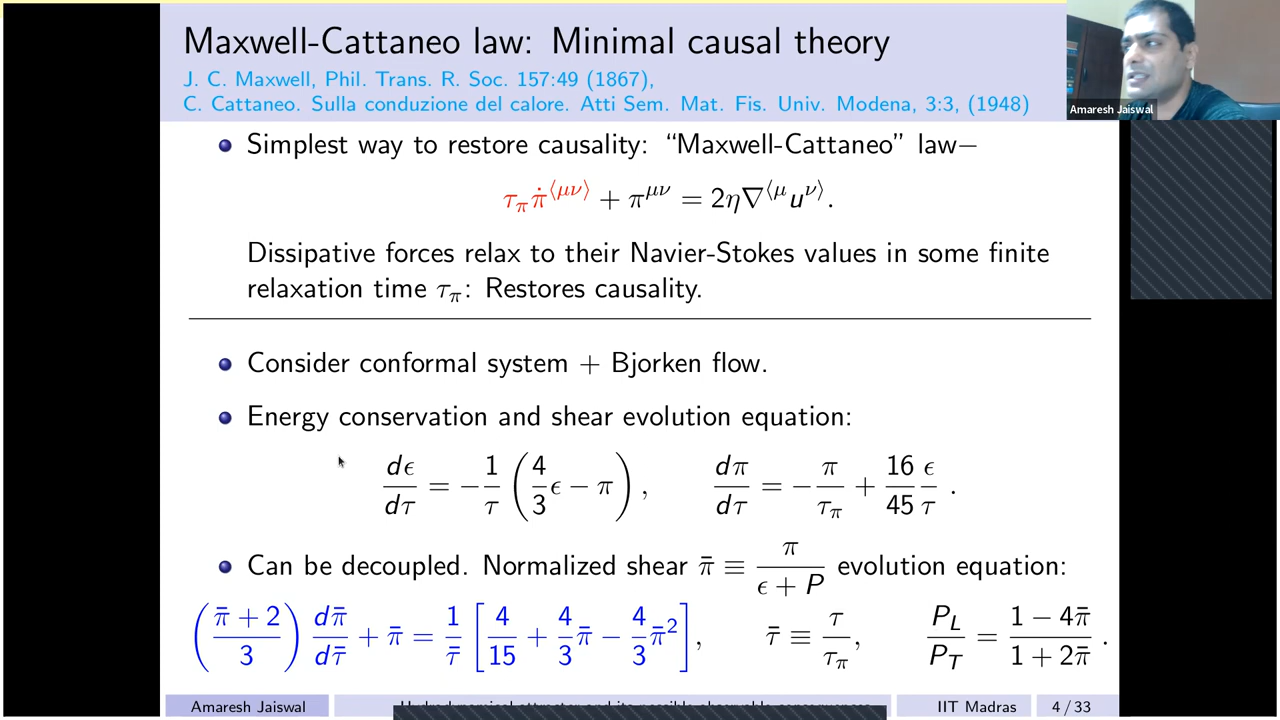 Maxwell-Cattaneo law: Minimal causal theory
J. C. Maxwell, Phil. Trans. R. Soc. 157:49 (1867),
C. Cattaneo. Sulla conduzione del calore. Atti Sem. Mat. Fis. Univ. Modena, 3:3, (1948)
Amaresh Jaiswal
Simplest way to restore causality: “Maxwell-Cattaneo” law−
τ_π π̇^⟨μν⟩ + π^μν = 2η∇^⟨μ u^ν⟩.
Dissipative forces relax to their Navier-Stokes values in some finite
relaxation time τ_π: Restores causality.
Consider conformal system + Bjorken flow.
Energy conservation and shear evolution equation:
dϵ/dτ = −1/τ (4/3 ϵ − π), dπ/dτ = −π/τ_π + 16/45 ϵ/τ .
Can be decoupled. Normalized shear π̄ ≡ π/(ϵ + P) evolution equation:
((π̄ + 2)/3) dπ̄/dτ̄ + π̄ = 1/τ̄ [4/15 + 4/3 π̄ − 4/3 π̄²], τ̄ ≡ τ/τ_π, P_L/P_T = (1 − 4π̄)/(1 + 2π̄) .
Amaresh Jaiswal
IIT Madras
4 / 33